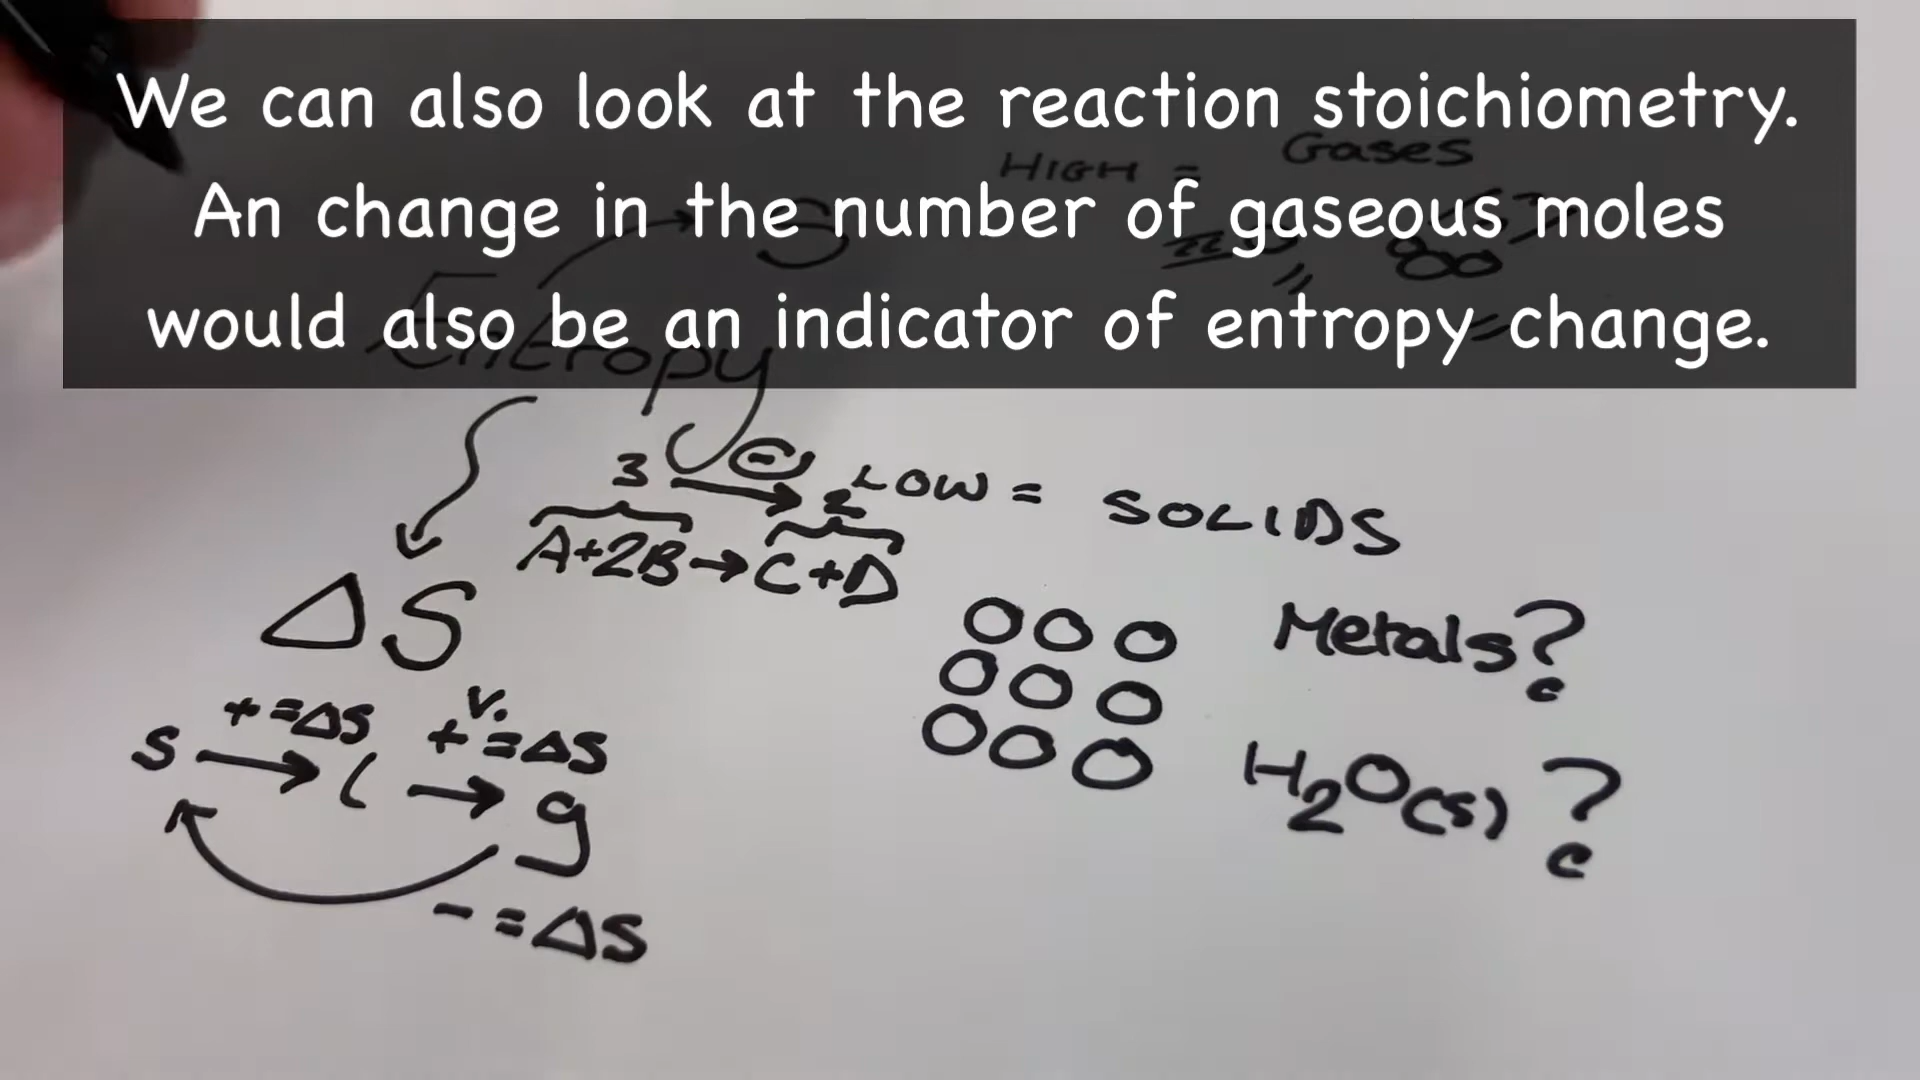 We can also look at the reaction stoichiometry.
An change in the number of gaseous moles
would also be an indicator of entropy change.
HIGH = Gases
S
Entropy
3 (-) 2
LOW = SOLIDS
A+2B→C+D
ΔS
Metals?
+=ΔS
V.
+=ΔS
s → l → g
H2O(s)?
-=ΔS